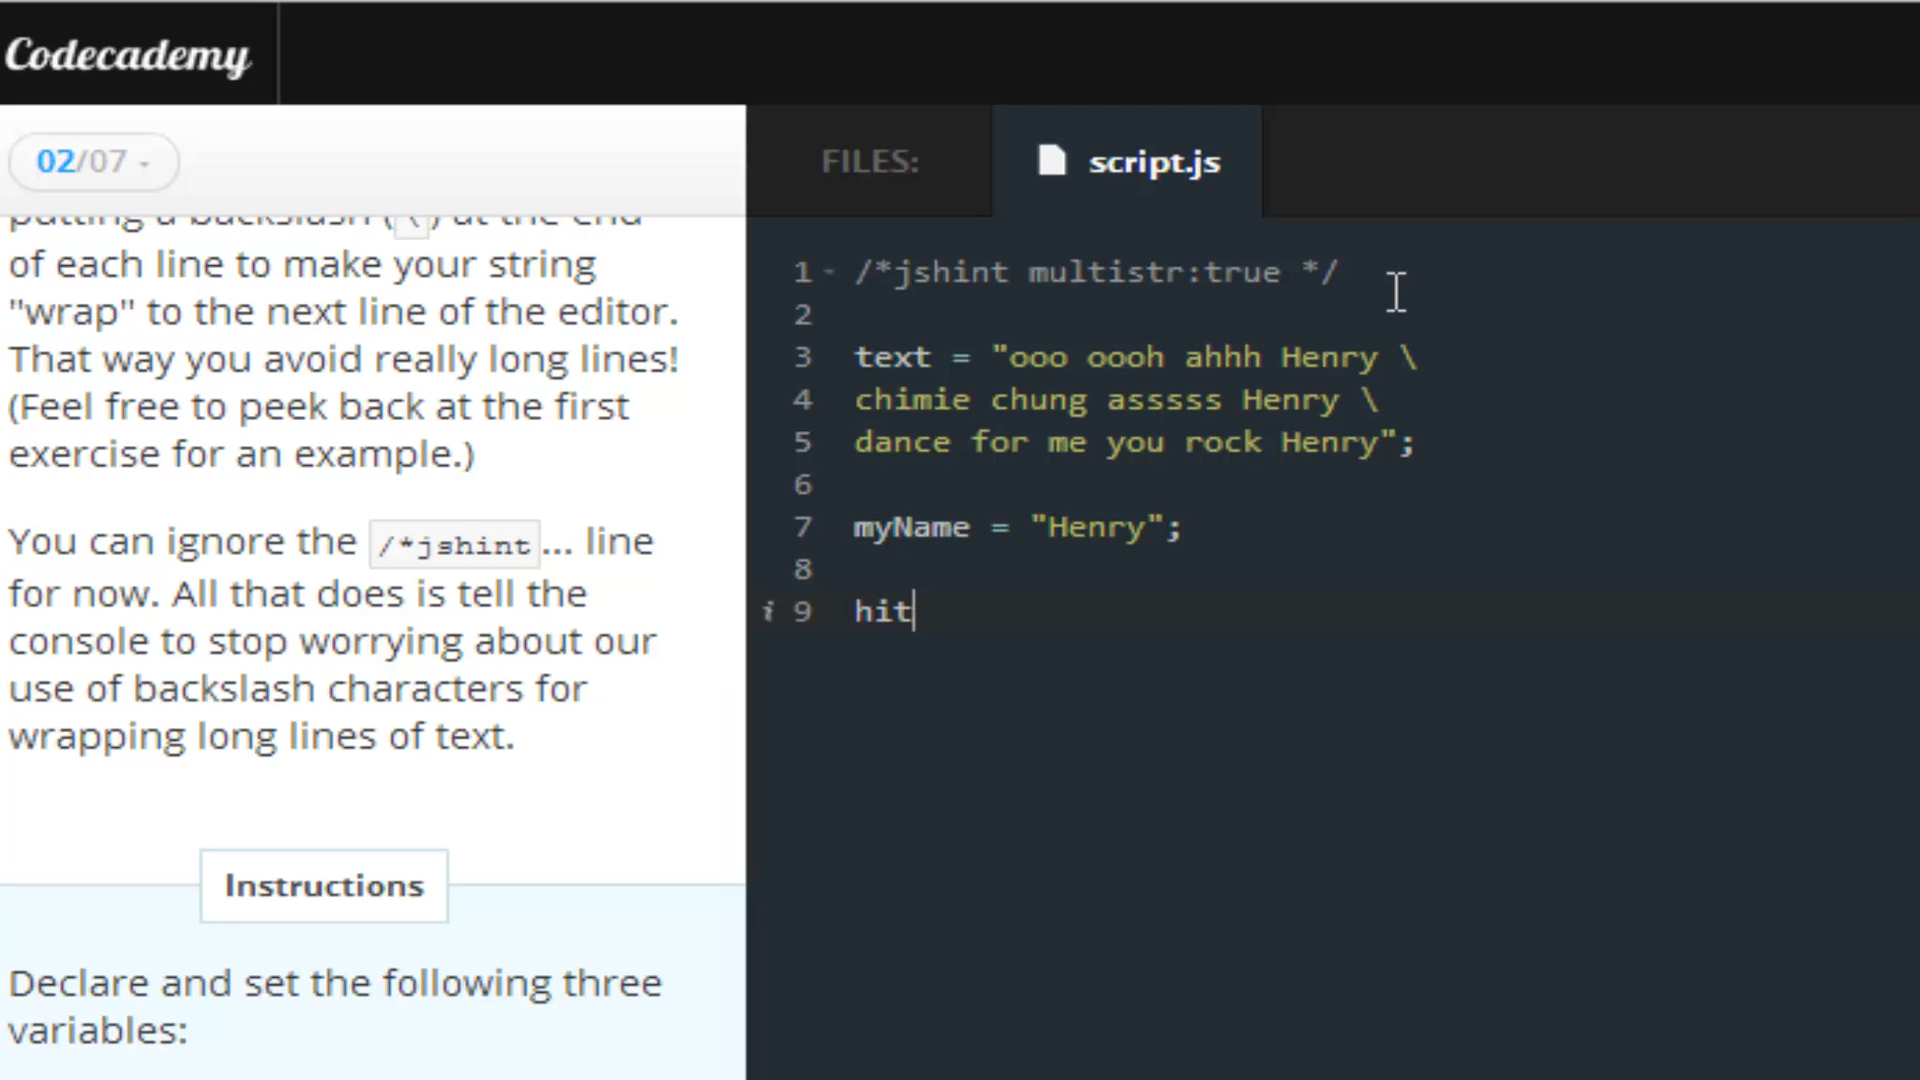 Codecademy
02/07
FILES:
script.js
putting a backslash ( \ ) at the end
of each line to make your string
"wrap" to the next line of the editor.
That way you avoid really long lines!
(Feel free to peek back at the first
exercise for an example.)
You can ignore the /*jshint... line
for now. All that does is tell the
console to stop worrying about our
use of backslash characters for
wrapping long lines of text.
Instructions
Declare and set the following three
variables:
1 /*jshint multistr:true */
2
3 text = "ooo oooh ahhh Henry \
4 chimie chung asssss Henry \
5 dance for me you rock Henry";
6
7 myName = "Henry";
8
i 9 hit